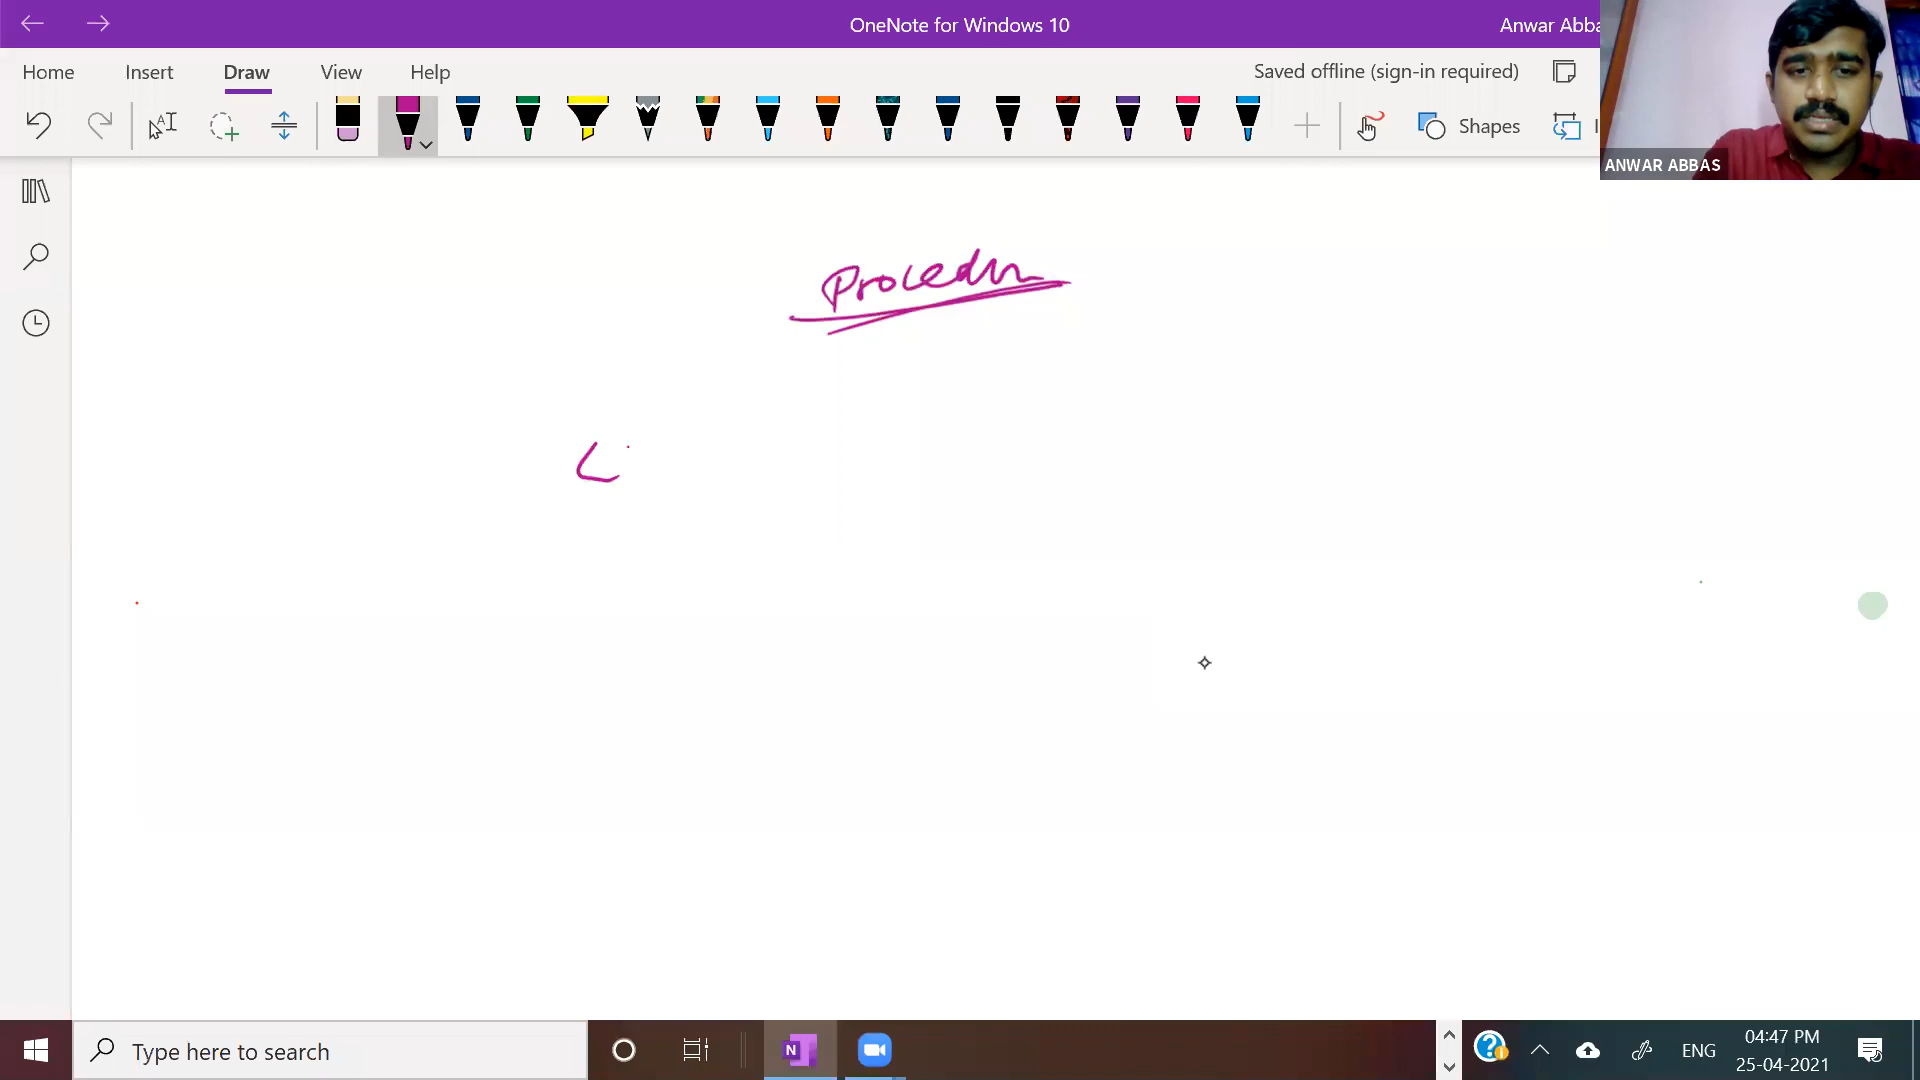 OneNote for Windows 10
Anwar Abba
Home Insert Draw View Help
Saved offline (sign-in required)
Shapes
ANWAR ABBAS
Type here to search
ENG
04:47 PM
25-04-2021